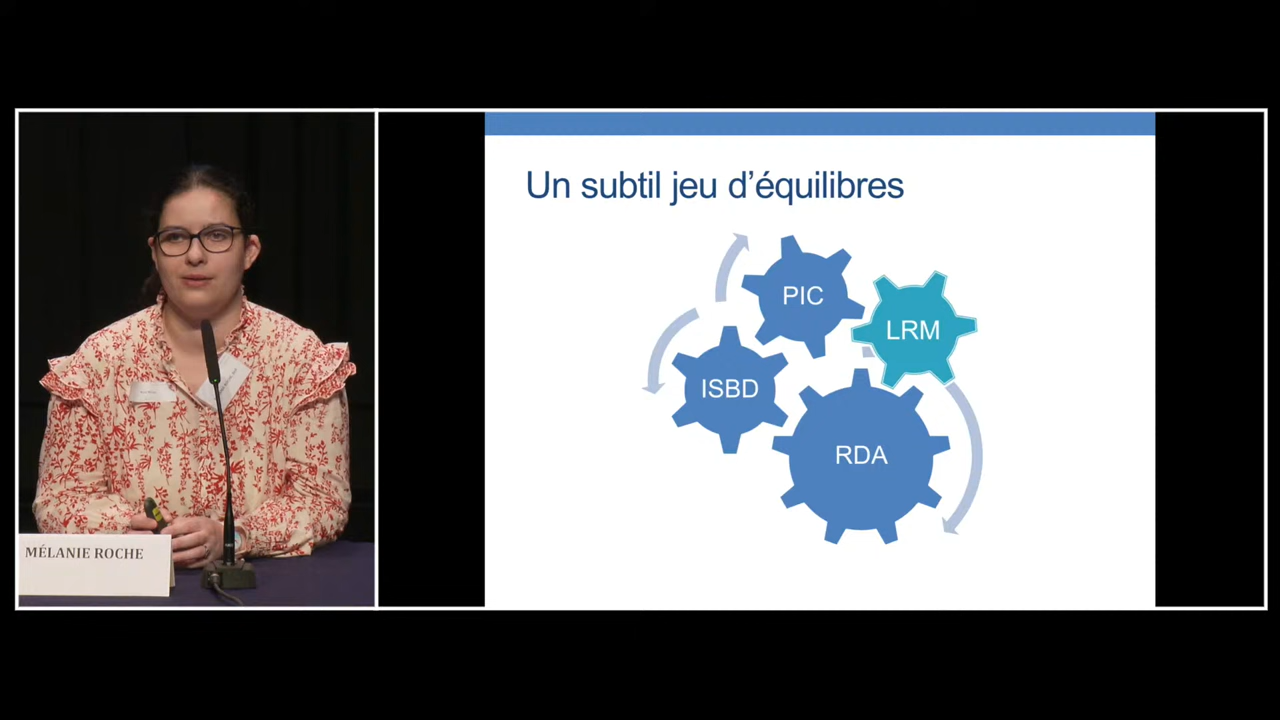 MÉLANIE ROCHE
Un subtil jeu d'équilibres
PIC
LRM
ISBD
RDA